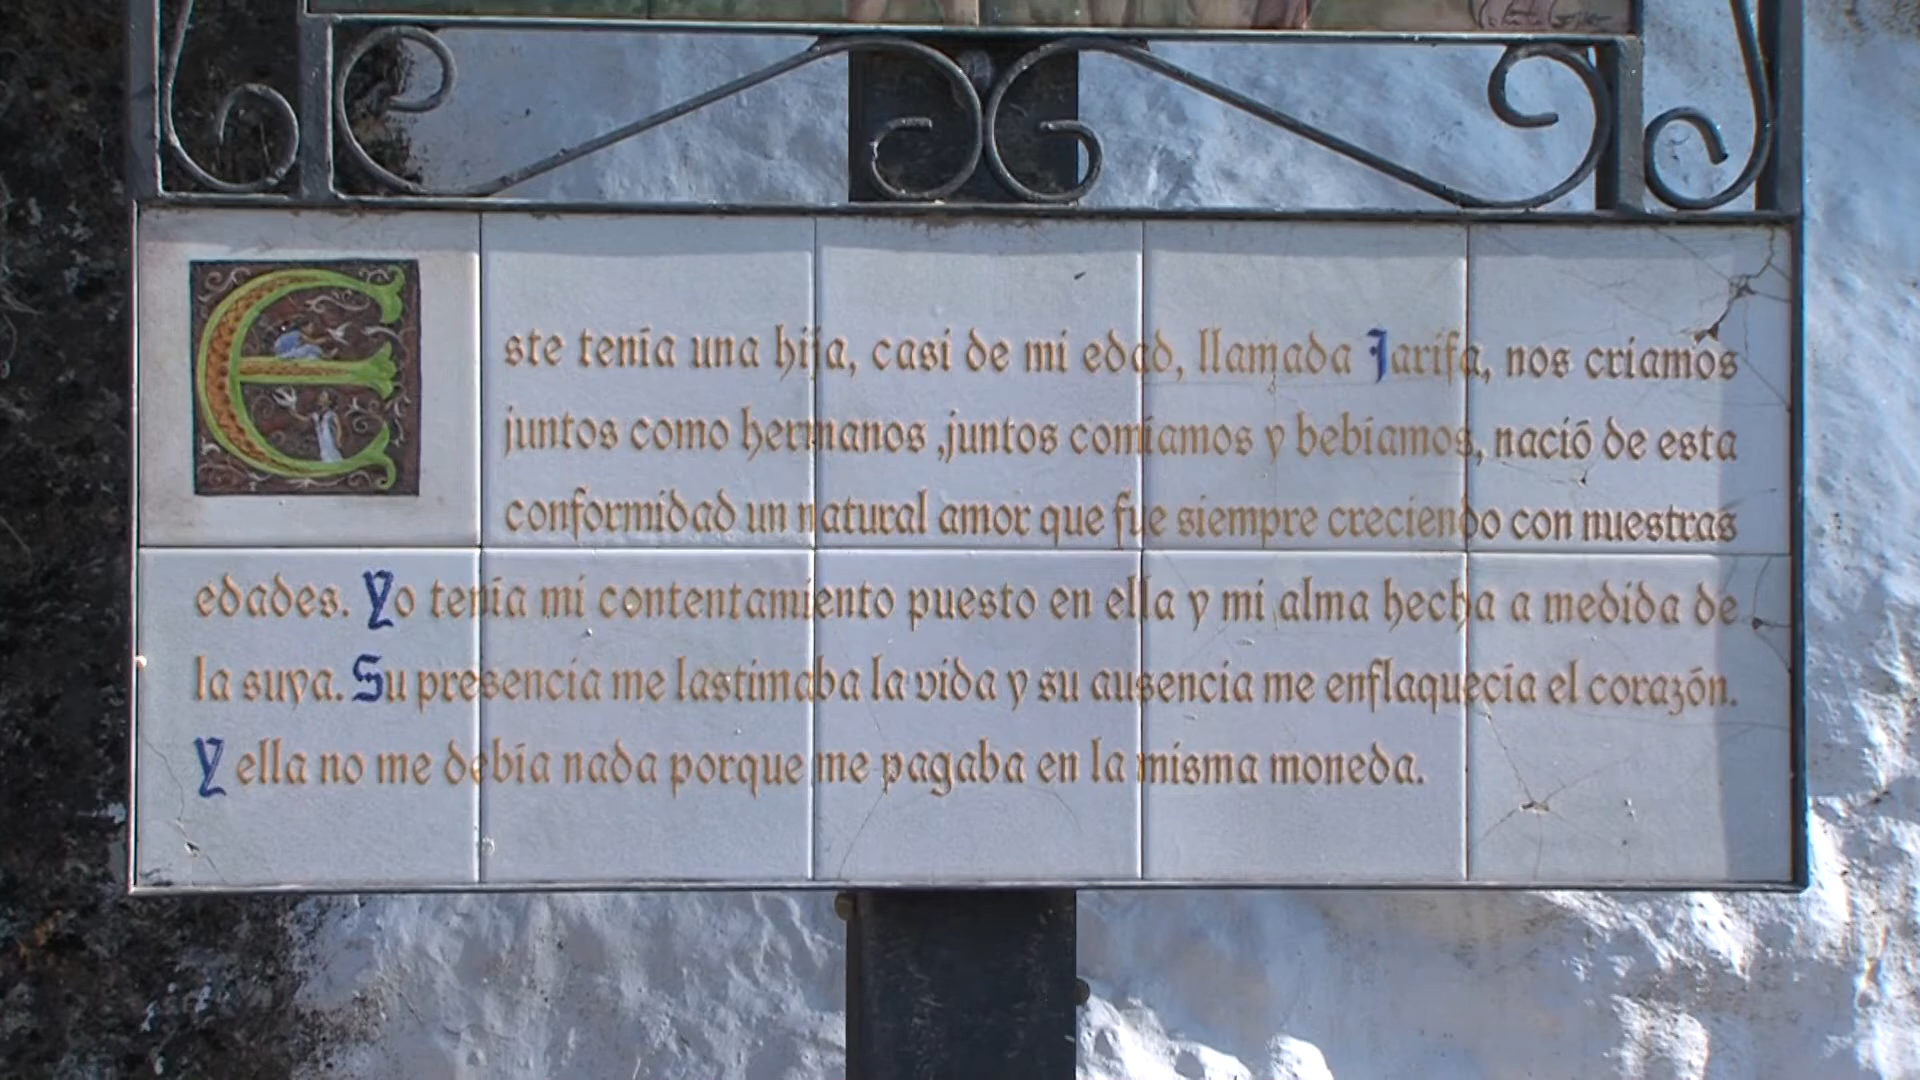 Este tenía una hija, casi de mi edad, llamada Jarifa, nos criamos
juntos como hermanos ,juntos comíamos y bebíamos, nació de esta
conformidad un natural amor que fue siempre creciendo con nuestras
edades. Yo tenía mi contentamiento puesto en ella y mi alma hecha a medida de
la suya. Su presencia me lastimaba la vida y su ausencia me enflaquecía el corazón.
Y ella no me debía nada porque me pagaba en la misma moneda.